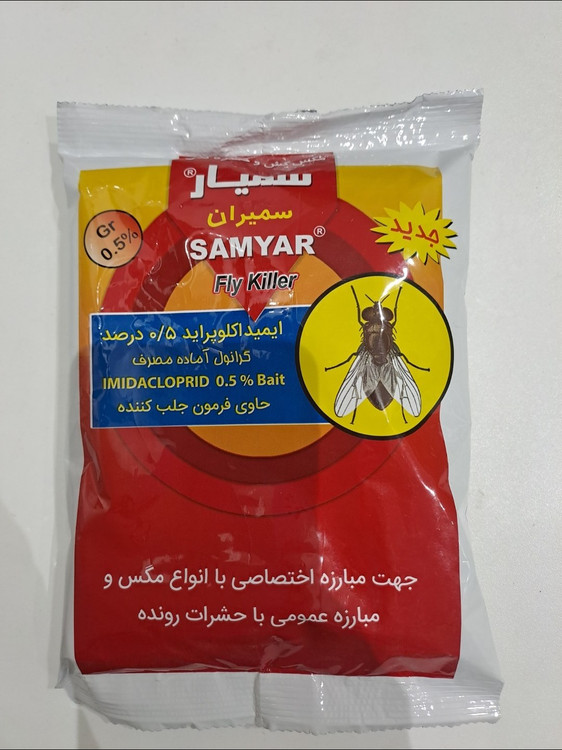 سمیار®
سمیران
SAMYAR®
Fly Killer
Gr
0.5%
جدید
ایمیداکلوپراید ۰/۵ درصد
گرانول آماده مصرف
IMIDACLOPRID 0.5 % Bait
حاوی فرمون جلب کننده
جهت مبارزه اختصاصی با انواع مگس و
مبارزه عمومی با حشرات رونده